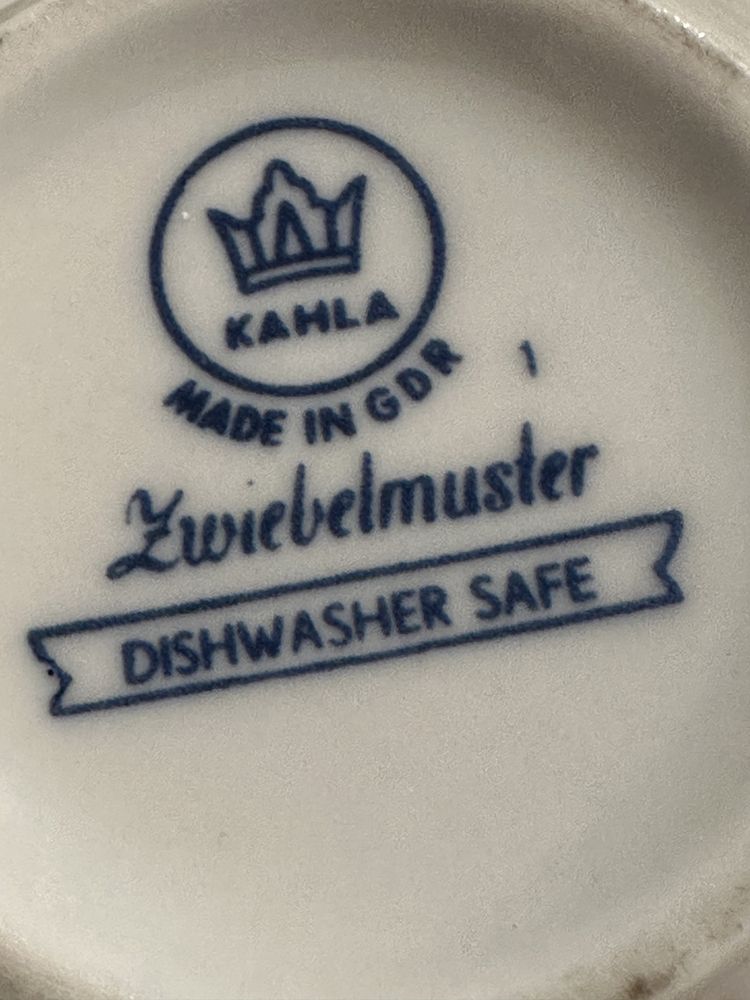 KAHLA
MADE IN GDR
1
Zwiebelmuster
DISHWASHER SAFE